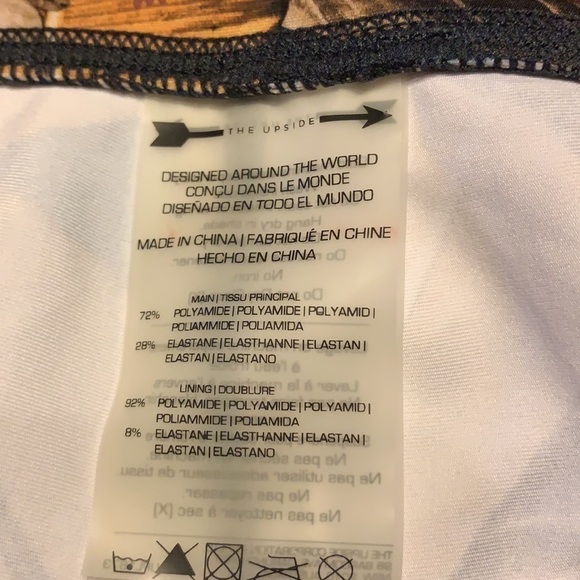 THE UPSIDE
DESIGNED AROUND THE WORLD
CONÇU DANS LE MONDE
DISEÑADO EN TODO EL MUNDO
MADE IN CHINA | FABRIQUÉ EN CHINE
HECHO EN CHINA
MAIN | TISSU PRINCIPAL
72% POLYAMIDE | POLYAMIDE | POLYAMID |
POLIAMMIDE | POLIAMIDA
28% ELASTANE | ELASTHANNE | ELASTAN |
ELASTAN | ELASTANO
LINING | DOUBLURE
92% POLYAMIDE | POLYAMIDE | POLYAMID |
POLIAMMIDE | POLIAMIDA
8% ELASTANE | ELASTHANNE | ELASTAN |
ELASTAN | ELASTANO